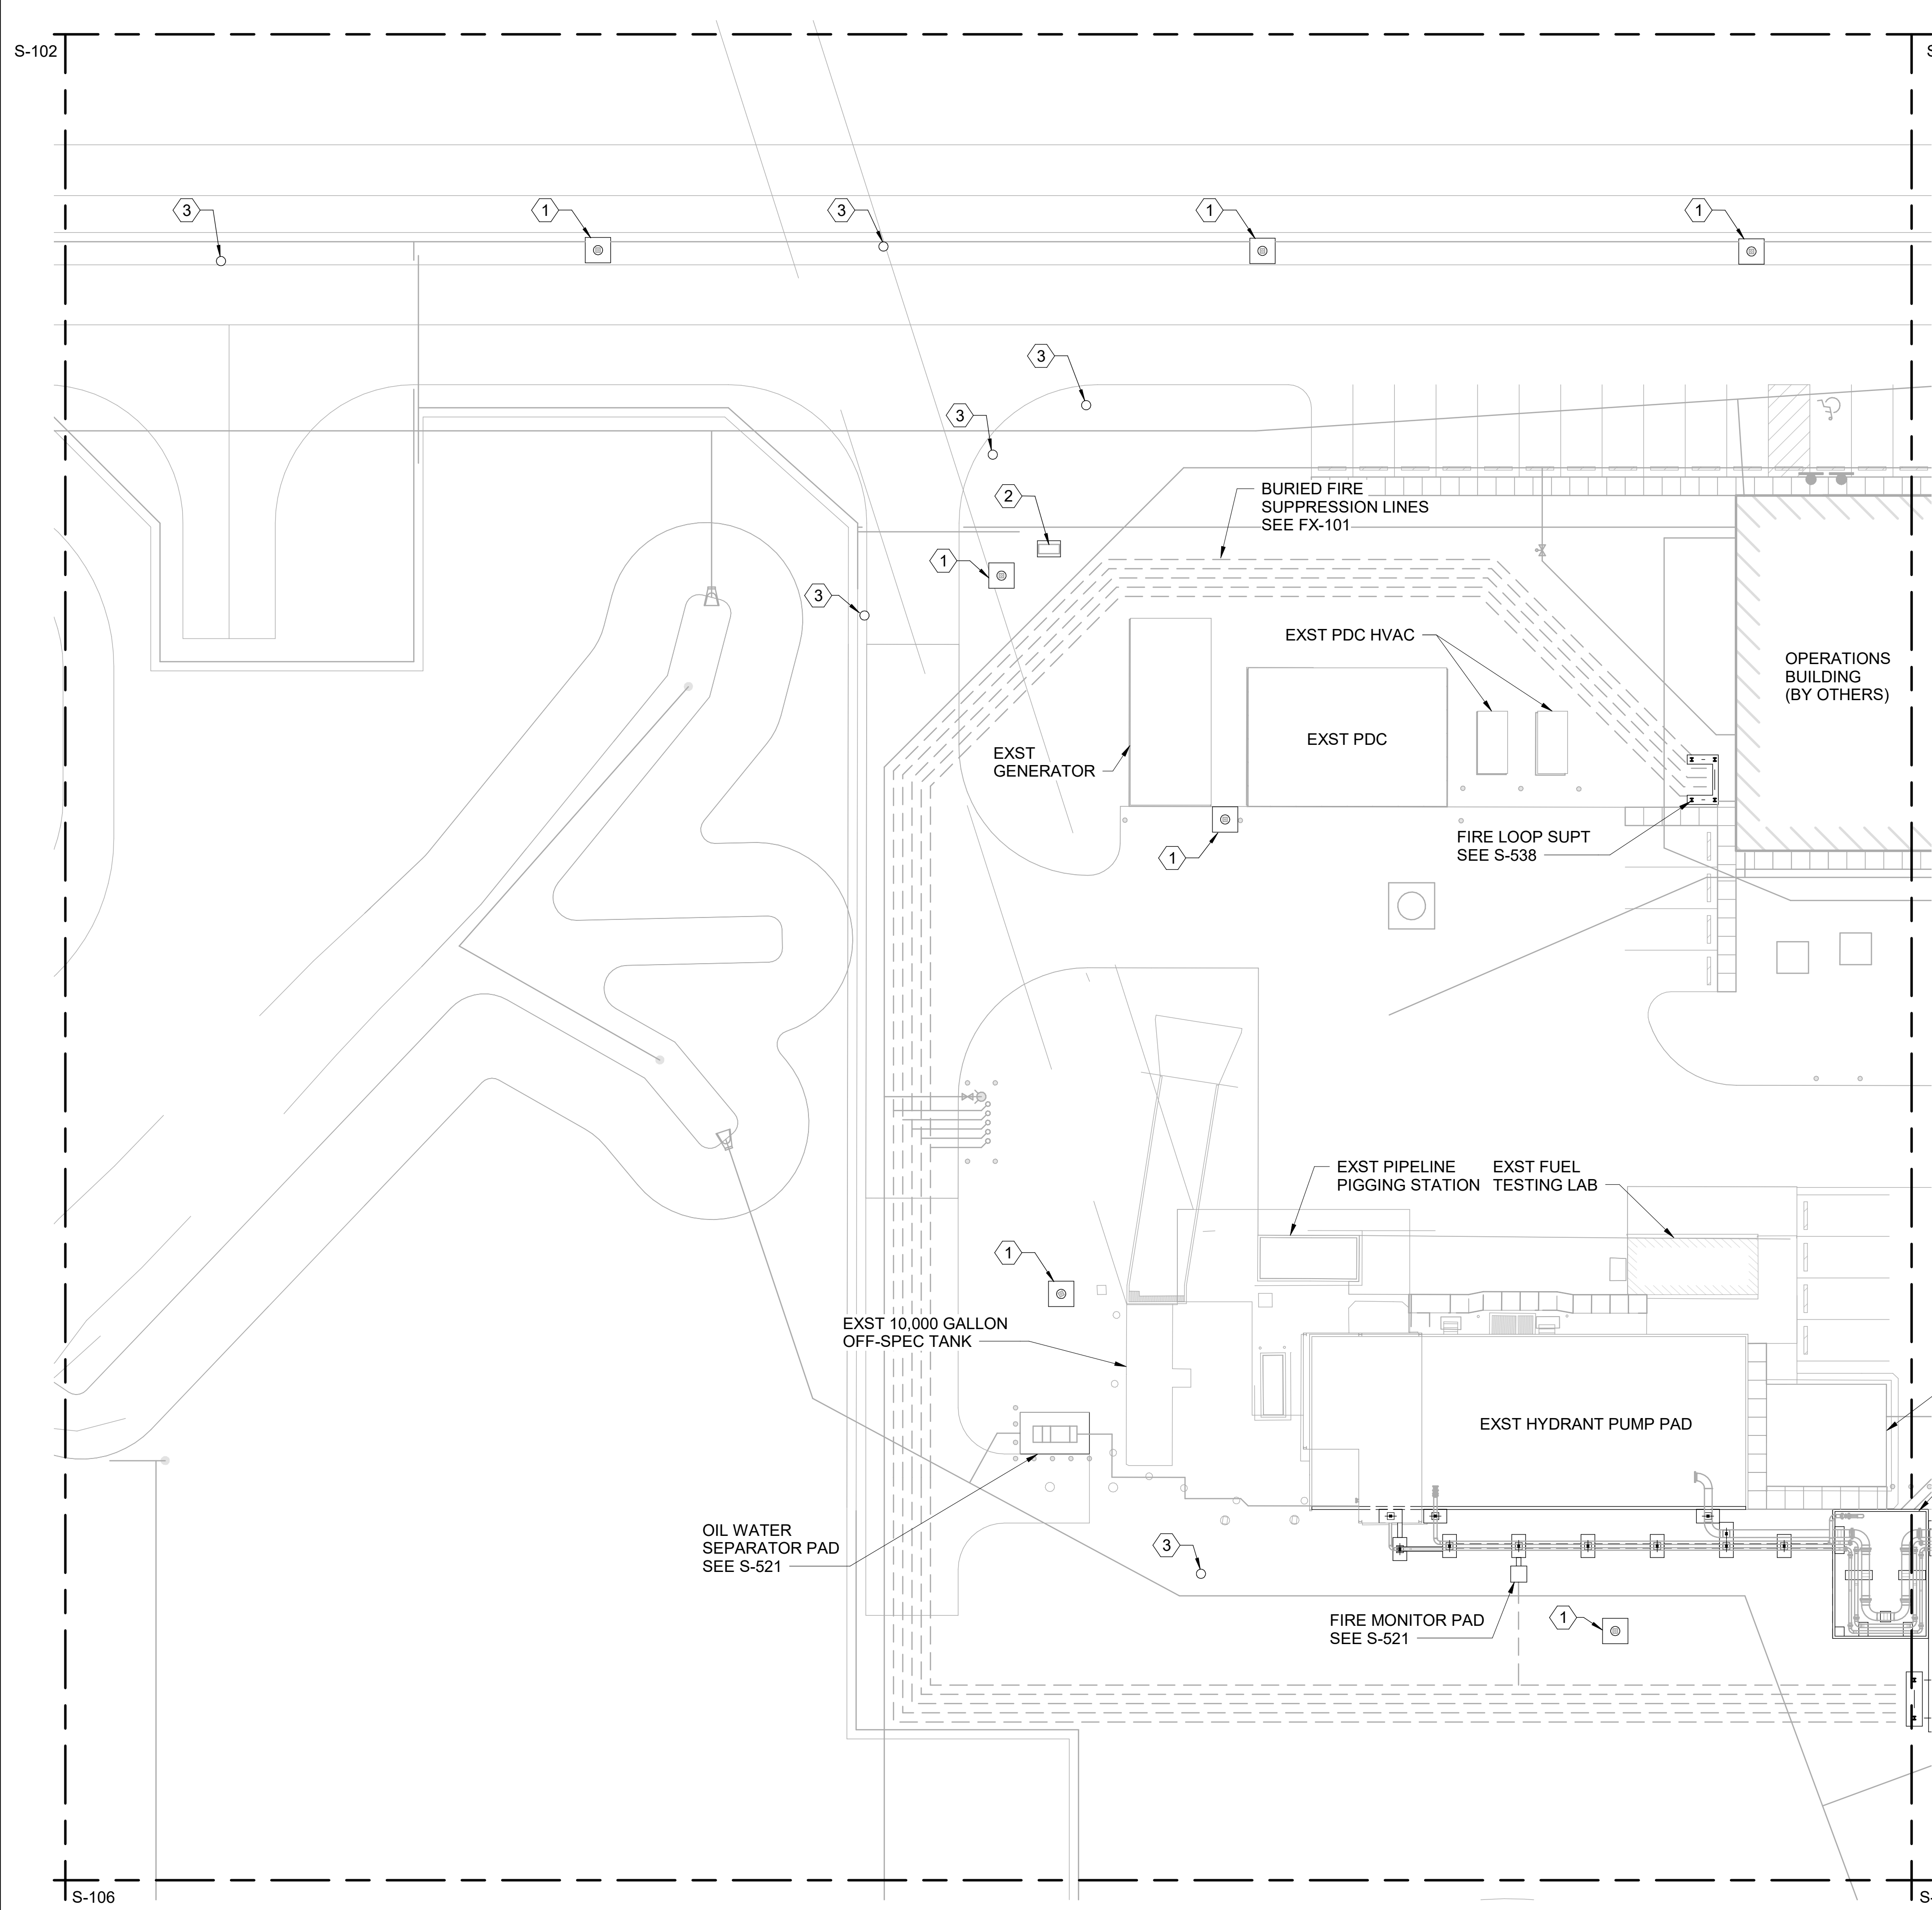 S-102
S
3
1
3
1
1
3
3
2
BURIED FIRE
SUPPRESSION LINES
SEE FX-101
1
3
EXST PDC HVAC
OPERATIONS
BUILDING
(BY OTHERS)
EXST
GENERATOR
EXST PDC
FIRE LOOP SUPT
SEE S-538
1
EXST PIPELINE
PIGGING STATION
EXST FUEL
TESTING LAB
1
EXST 10,000 GALLON
OFF-SPEC TANK
EXST HYDRANT PUMP PAD
OIL WATER
SEPARATOR PAD
SEE S-521
3
FIRE MONITOR PAD
SEE S-521
1
S-106
S-